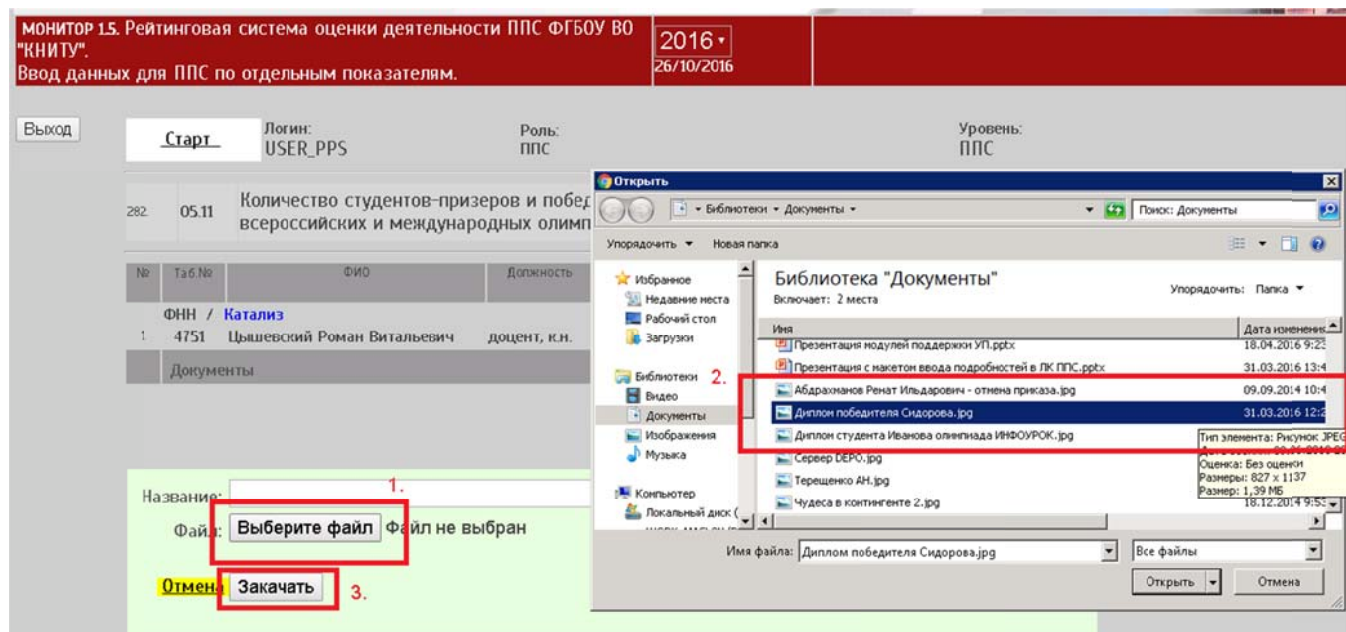 МОНИТОР 1.5. Рейтинговая система оценки деятельности ППС ФГБОУ ВО
"КНИТУ".
Ввод данных для ППС по отдельным показателям.
2016
26/10/2016
Выход
Старт
Логин:
USER_PPS
Роль:
ППС
Уровень:
ППС
282. 05.11 Количество студентов-призеров и побед
всероссийских и международных олимп
№ Таб.№ ФИО Должность
ФНН / Катализ
1 4751 Цышевский Роман Витальевич доцент, к.н.
Документы
1.
Название:
Файл: Выберите файл Файл не выбран
Отмена Закачать 3.
Открыть
Библиотеки Документы
Поиск: Документы
Упорядочить Новая папка
Избранное
Недавние места
Рабочий стол
Загрузки
Библиотеки 2.
Видео
Документы
Изображения
Музыка
Компьютер
Локальный диск (
Библиотека "Документы"
Включает: 2 места
Упорядочить: Папка
Имя Дата изменения
Презентация модулей поддержки УП.pptx 18.04.2016 9:23
Презентация с макетом ввода подробностей в ЛК ППС.pptx 31.03.2016 13:4
Абдрахманов Ренат Ильдарович - отмена приказа.jpg 09.09.2014 10:4
Диплом победителя Сидорова.jpg 31.03.2016 12:2
Диплом студента Иванова олимпиада ИНФОУРОК.jpg
Сервер DEPO.jpg
Терещенко АН.jpg
Чудеса в контингенте 2.jpg 18.12.2014 9:53
Тип элемента: Рисунок JPEG
Оценка: Без оценки
Размеры: 827 x 1137
Размер: 1,39 МБ
Имя файла: Диплом победителя Сидорова.jpg
Все файлы
Открыть Отмена